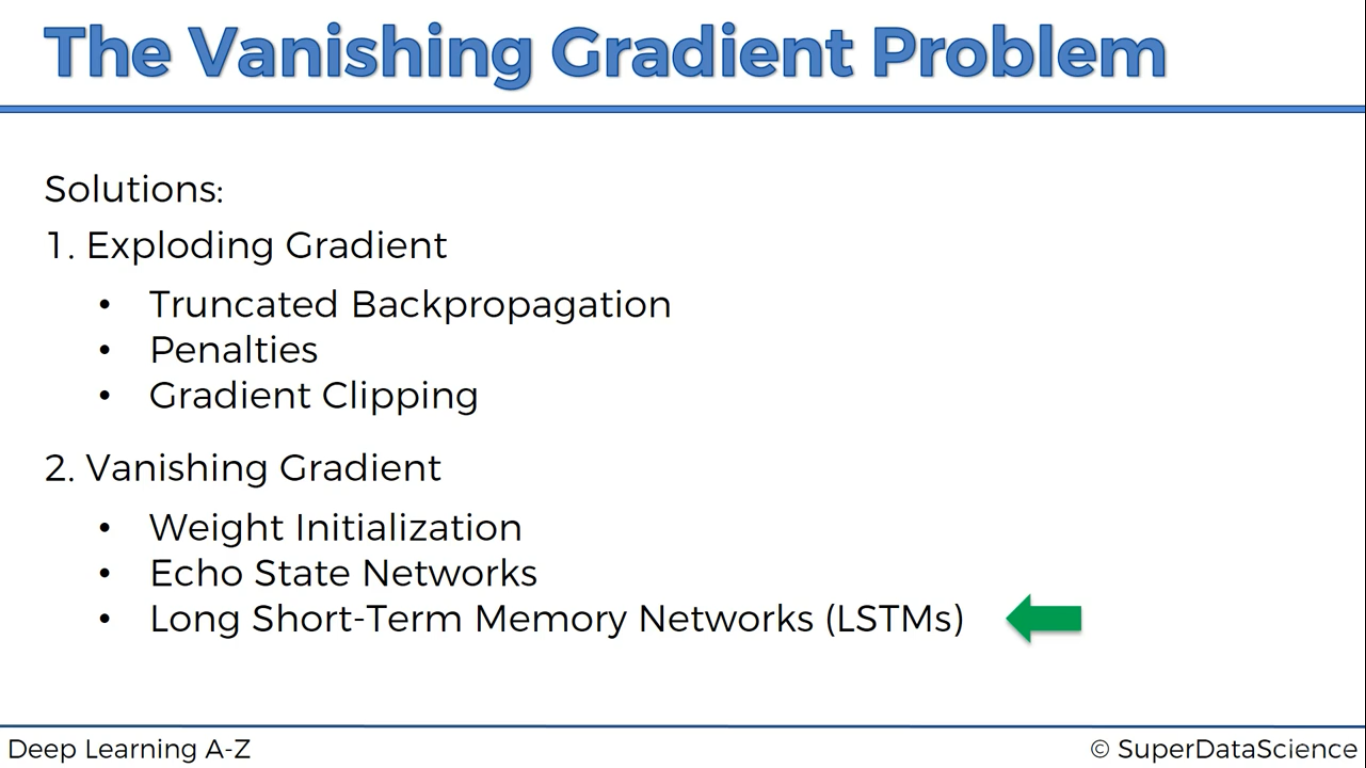 The Vanishing Gradient Problem
Solutions:
1. Exploding Gradient
• Truncated Backpropagation
• Penalties
• Gradient Clipping
2. Vanishing Gradient
• Weight Initialization
• Echo State Networks
• Long Short-Term Memory Networks (LSTMs)
Deep Learning A-Z
© SuperDataScience